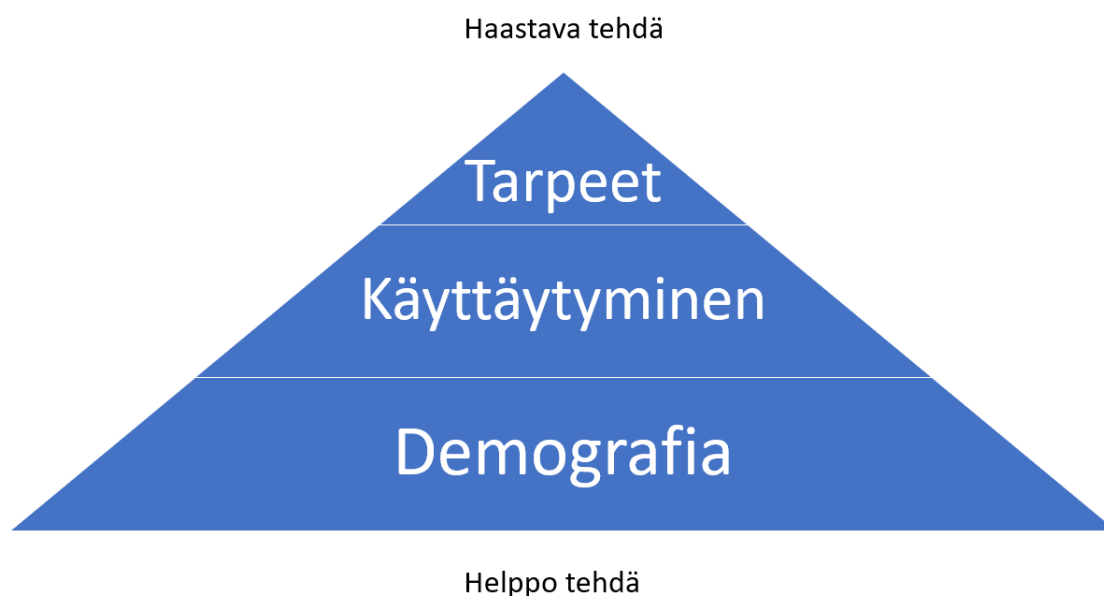 Haastava tehdä
Tarpeet
Käyttäytyminen
Demografia
Helppo tehdä